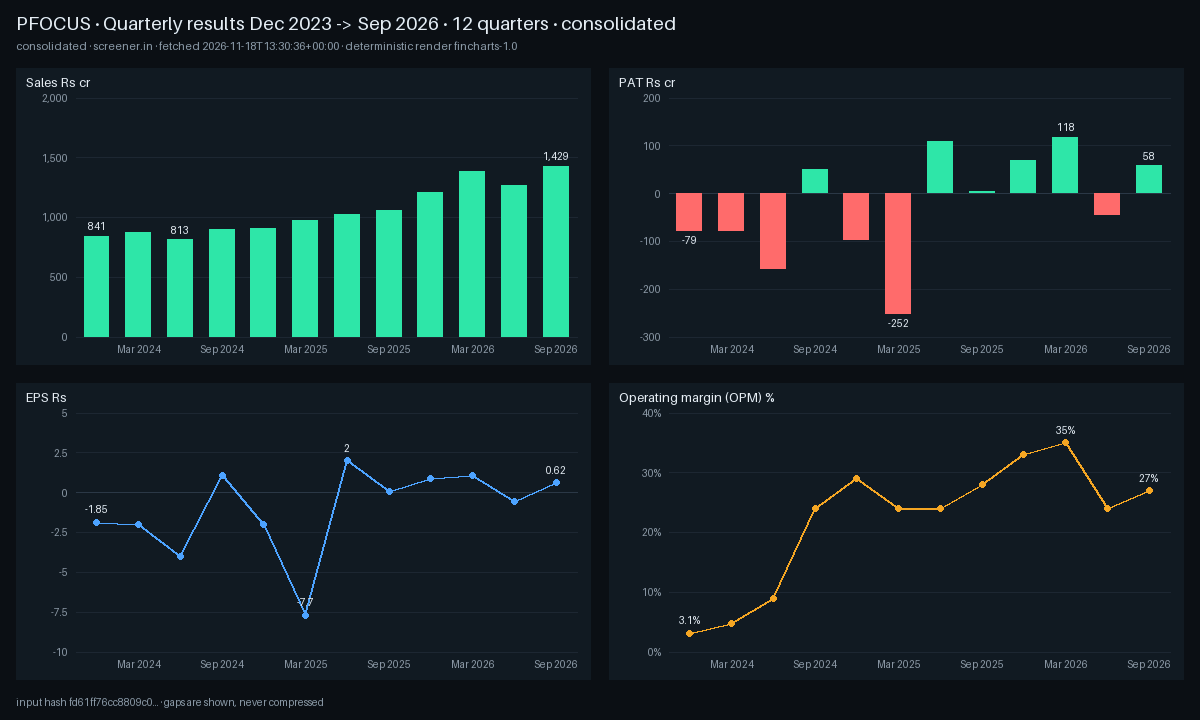 PFOCUS · Quarterly results Dec 2023 -> Sep 2026 · 12 quarters · consolidated
consolidated · screener.in · fetched 2026-11-18T13:30:36+00:00 · deterministic render fincharts-1.0
Sales Rs cr
2,000
1,500
1,000
500
0
841
813
1,429
Mar 2024
Sep 2024
Mar 2025
Sep 2025
Mar 2026
Sep 2026
PAT Rs cr
200
100
0
-100
-200
-300
-79
-252
118
58
Mar 2024
Sep 2024
Mar 2025
Sep 2025
Mar 2026
Sep 2026
EPS Rs
5
2.5
0
-2.5
-5
-7.5
-10
-1.85
-7.7
2
0.62
Mar 2024
Sep 2024
Mar 2025
Sep 2025
Mar 2026
Sep 2026
Operating margin (OPM) %
40%
30%
20%
10%
0%
3.1%
35%
27%
Mar 2024
Sep 2024
Mar 2025
Sep 2025
Mar 2026
Sep 2026
input hash fd61ff76cc8809c0… · gaps are shown, never compressed